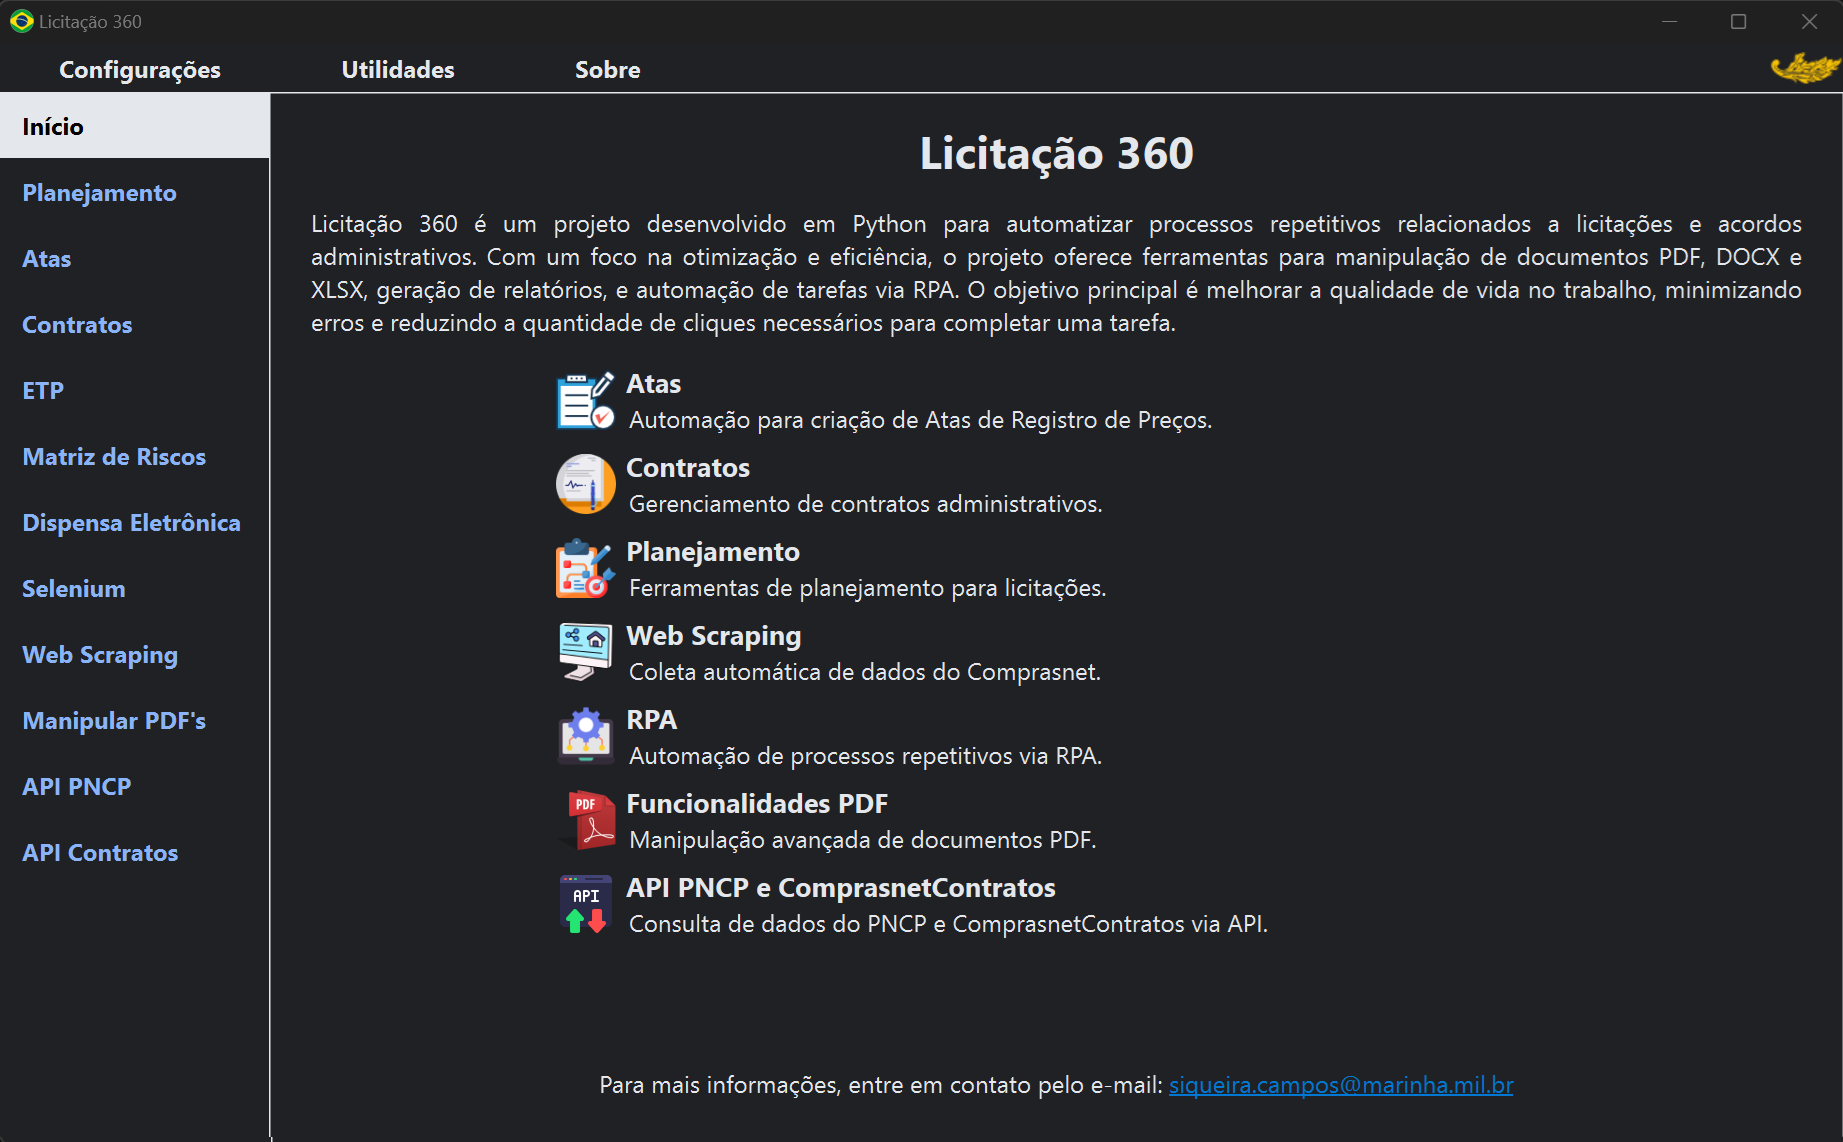 Licitação 360
Configurações
Utilidades
Sobre
Início
Planejamento
Atas
Contratos
ETP
Matriz de Riscos
Dispensa Eletrônica
Selenium
Web Scraping
Manipular PDF's
API PNCP
API Contratos
Licitação 360
Licitação 360 é um projeto desenvolvido em Python para automatizar processos repetitivos relacionados a licitações e acordos
administrativos. Com um foco na otimização e eficiência, o projeto oferece ferramentas para manipulação de documentos PDF, DOCX e
XLSX, geração de relatórios, e automação de tarefas via RPA. O objetivo principal é melhorar a qualidade de vida no trabalho, minimizando
erros e reduzindo a quantidade de cliques necessários para completar uma tarefa.
Atas
Automação para criação de Atas de Registro de Preços.
Contratos
Gerenciamento de contratos administrativos.
Planejamento
Ferramentas de planejamento para licitações.
Web Scraping
Coleta automática de dados do Comprasnet.
RPA
Automação de processos repetitivos via RPA.
PDF
Funcionalidades PDF
Manipulação avançada de documentos PDF.
API
API PNCP e ComprasnetContratos
Consulta de dados do PNCP e ComprasnetContratos via API.
Para mais informações, entre em contato pelo e-mail: siqueira.campos@marinha.mil.br